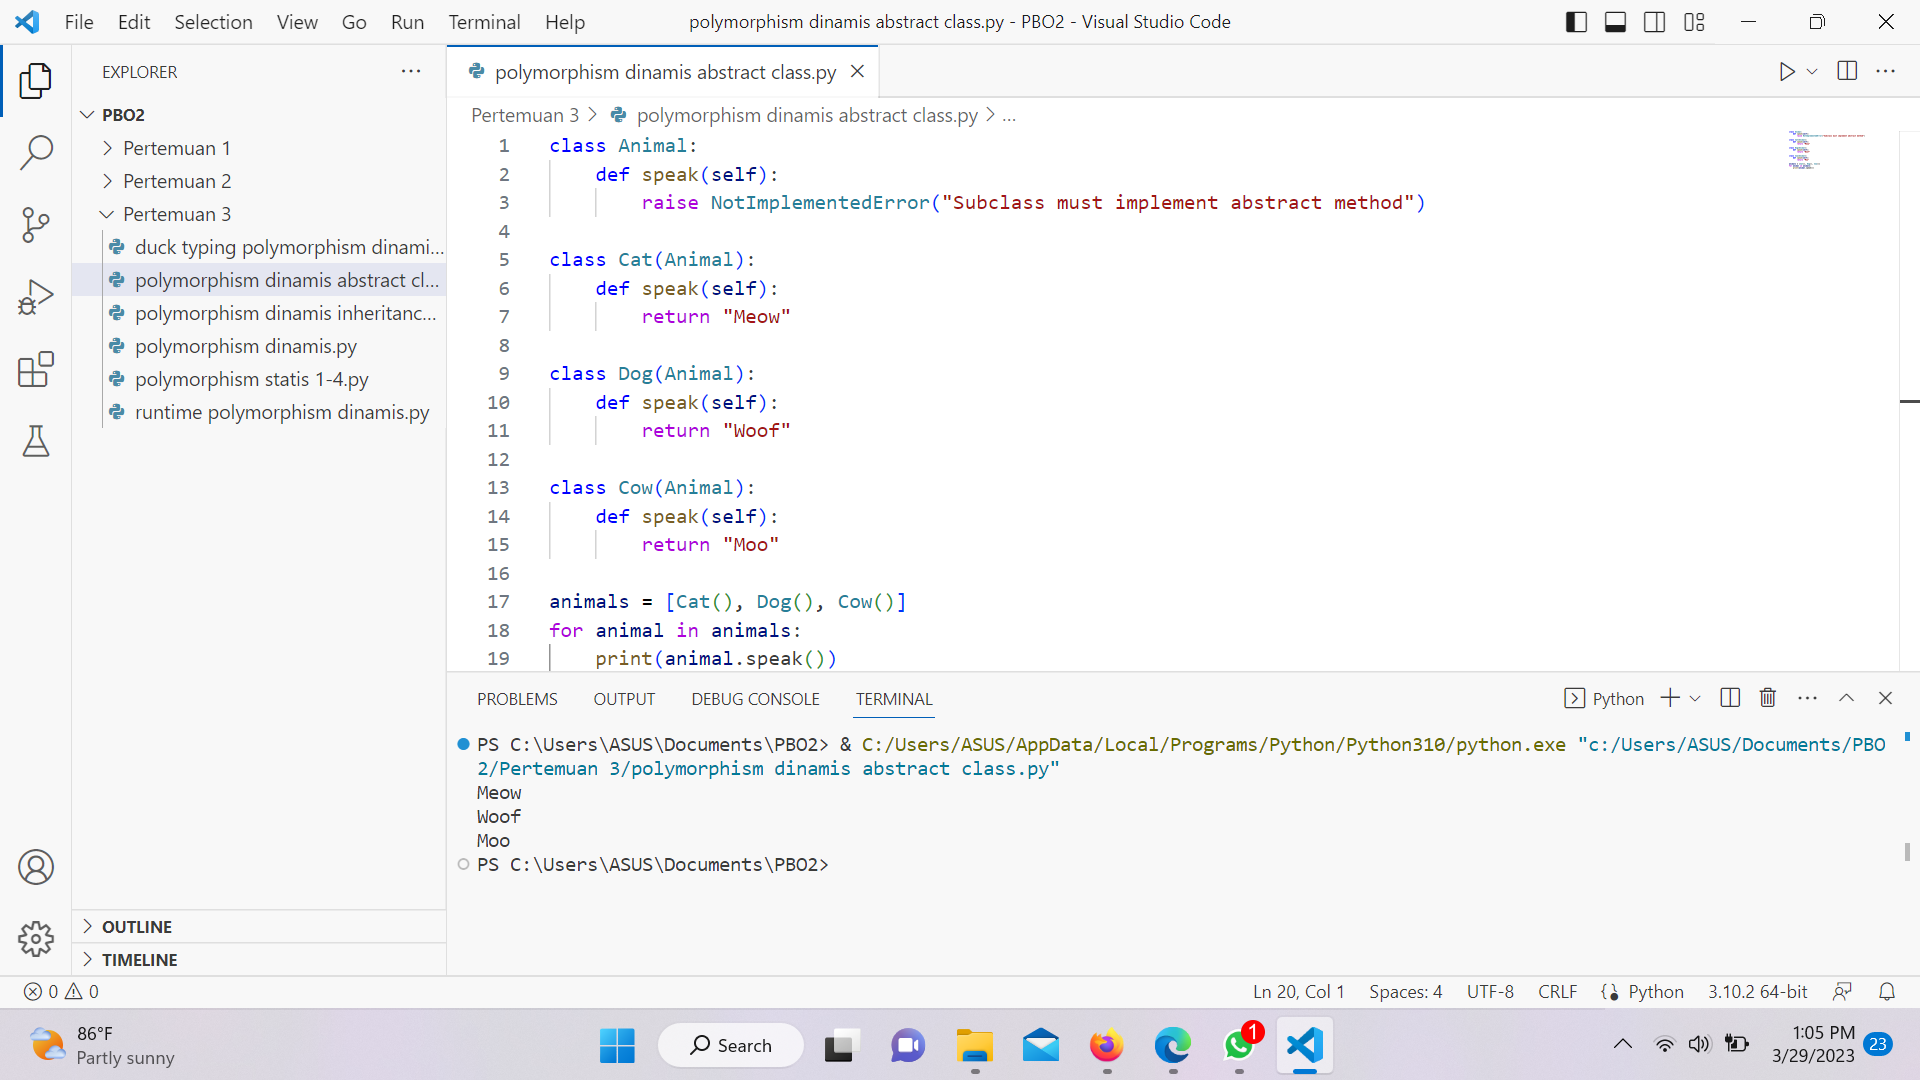 File Edit Selection View Go Run Terminal Help polymorphism dinamis abstract class.py - PBO2 - Visual Studio Code
EXPLORER
PBO2
Pertemuan 1
Pertemuan 2
Pertemuan 3
duck typing polymorphism dinami...
polymorphism dinamis abstract cl...
polymorphism dinamis inheritanc...
polymorphism dinamis.py
polymorphism statis 1-4.py
runtime polymorphism dinamis.py
OUTLINE
TIMELINE
polymorphism dinamis abstract class.py
Pertemuan 3 > polymorphism dinamis abstract class.py > ...
1 class Animal:
2     def speak(self):
3         raise NotImplementedError("Subclass must implement abstract method")
4
5 class Cat(Animal):
6     def speak(self):
7         return "Meow"
8
9 class Dog(Animal):
10     def speak(self):
11         return "Woof"
12
13 class Cow(Animal):
14     def speak(self):
15         return "Moo"
16
17 animals = [Cat(), Dog(), Cow()]
18 for animal in animals:
19     print(animal.speak())
PROBLEMS OUTPUT DEBUG CONSOLE TERMINAL Python
PS C:\Users\ASUS\Documents\PBO2> & C:/Users/ASUS/AppData/Local/Programs/Python/Python310/python.exe "c:/Users/ASUS/Documents/PBO
2/Pertemuan 3/polymorphism dinamis abstract class.py"
Meow
Woof
Moo
PS C:\Users\ASUS\Documents\PBO2>
0 0 Ln 20, Col 1 Spaces: 4 UTF-8 CRLF Python 3.10.2 64-bit
86°F
Partly sunny
Search
1
1:05 PM
3/29/2023
23